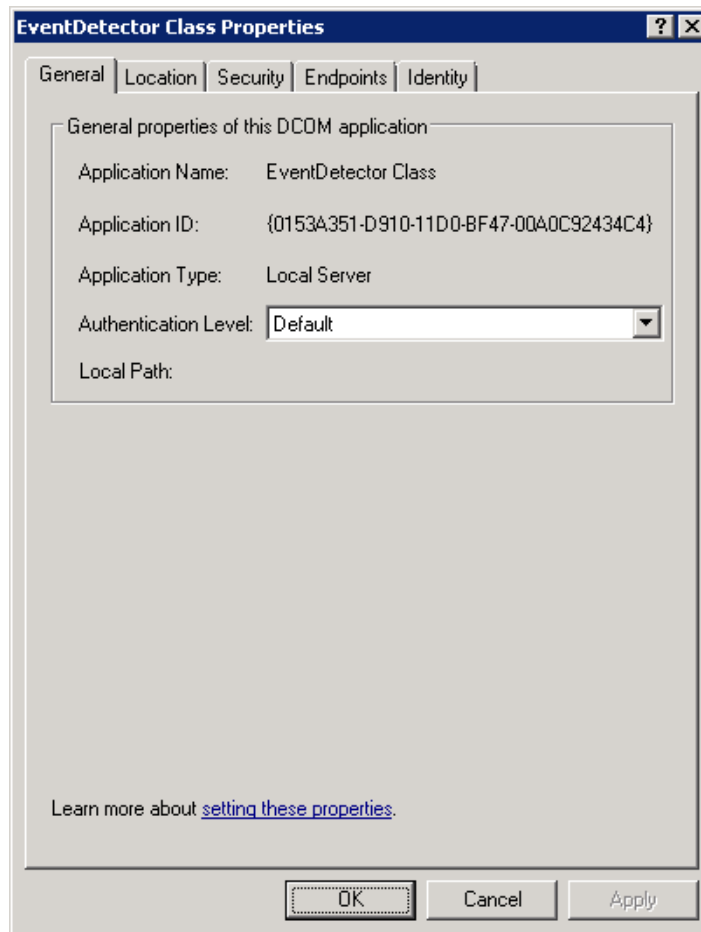 EventDetector Class Properties
General Location Security Endpoints Identity
General properties of this DCOM application
Application Name: EventDetector Class
Application ID: {0153A351-D910-11D0-BF47-00A0C92434C4}
Application Type: Local Server
Authentication Level: Default
Local Path:
Learn more about setting these properties.
OK Cancel Apply